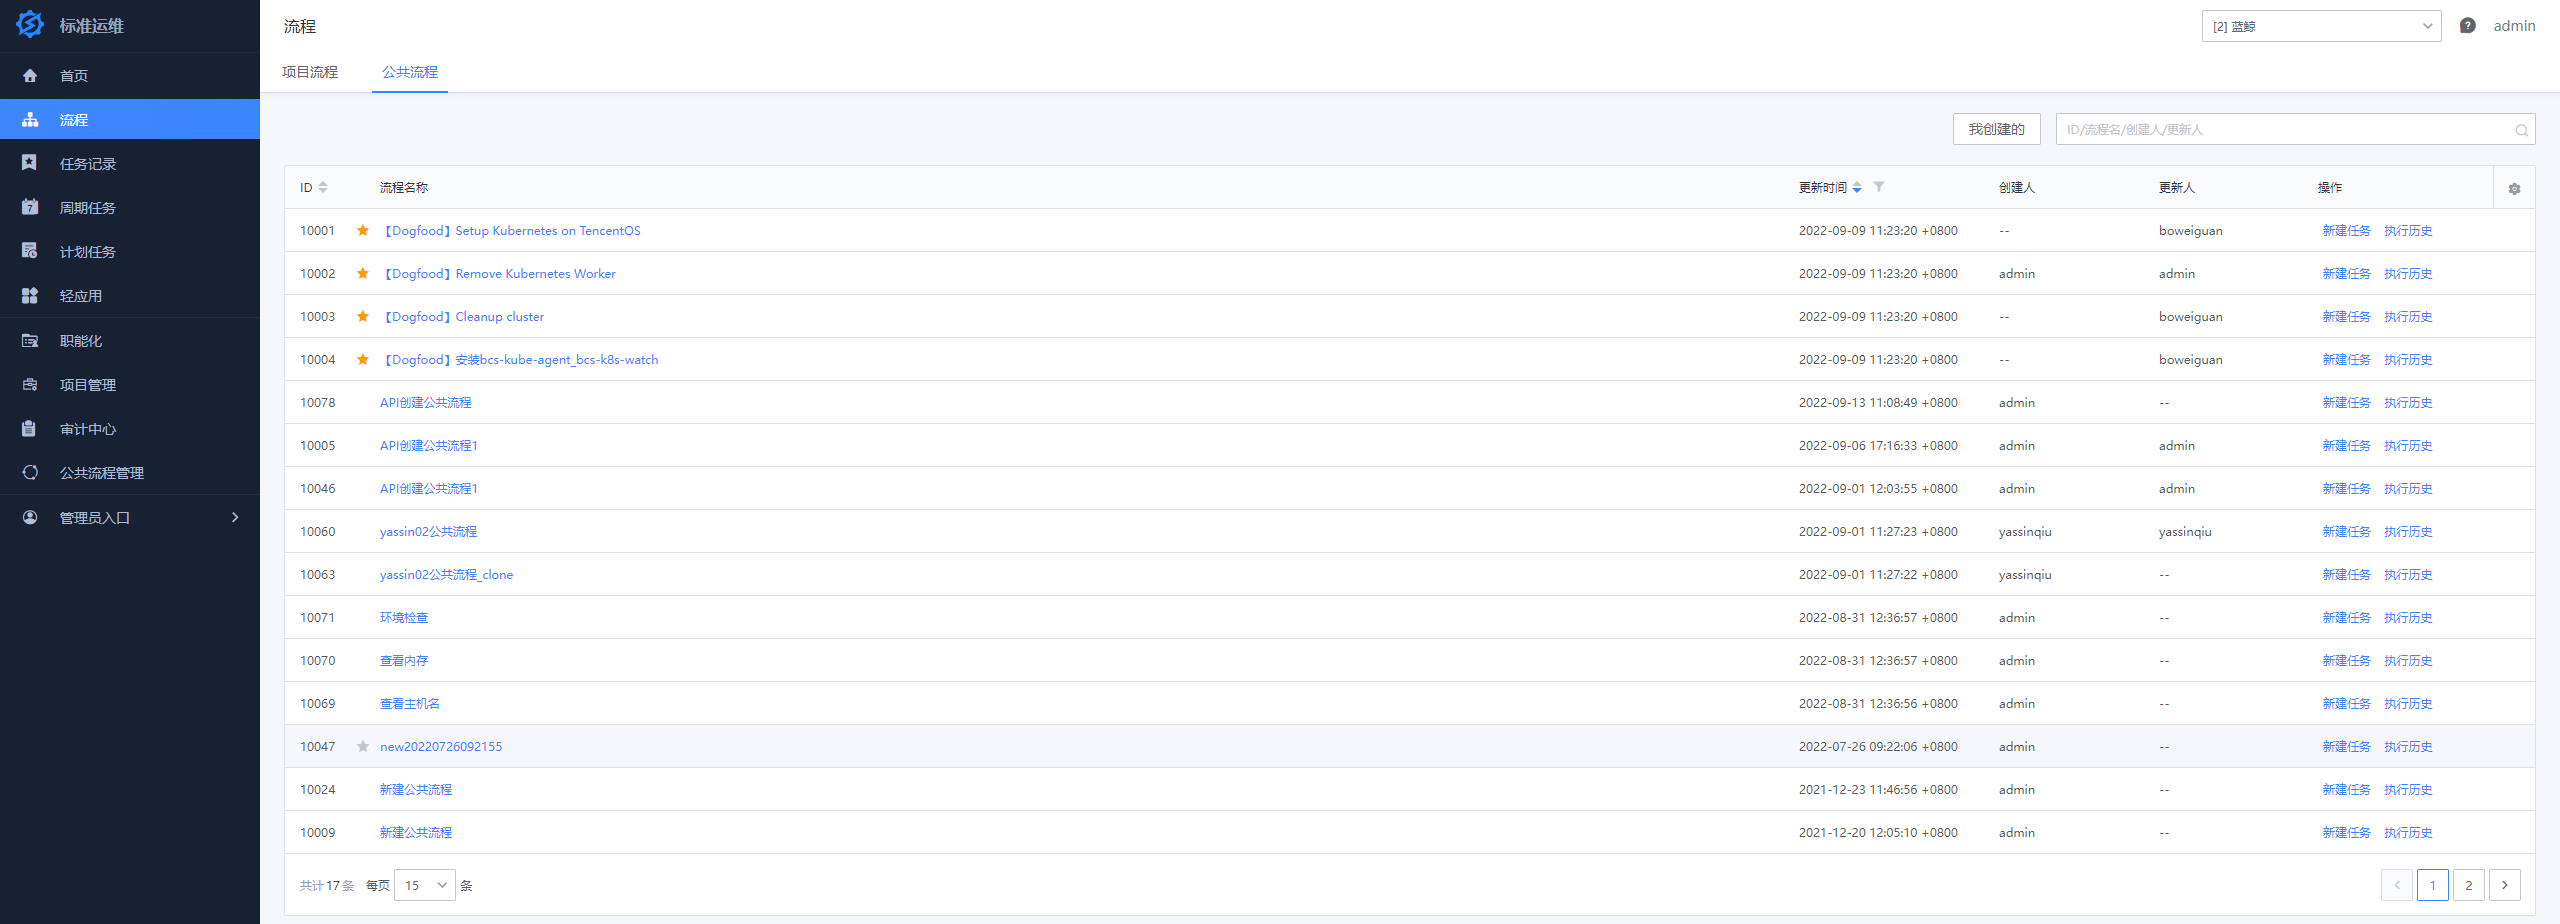 标准运维
首页
流程
任务记录
周期任务
计划任务
轻应用
职能化
项目管理
审计中心
公共流程管理
管理员入口
流程
[2] 蓝鲸
admin
项目流程 公共流程
我创建的 ID/流程名/创建人/更新人
ID 流程名称 更新时间 创建人 更新人 操作
10001 【Dogfood】Setup Kubernetes on TencentOS 2022-09-09 11:23:20 +0800 -- boweiguan 新建任务 执行历史
10002 【Dogfood】Remove Kubernetes Worker 2022-09-09 11:23:20 +0800 admin admin 新建任务 执行历史
10003 【Dogfood】Cleanup cluster 2022-09-09 11:23:20 +0800 -- boweiguan 新建任务 执行历史
10004 【Dogfood】安装bcs-kube-agent_bcs-k8s-watch 2022-09-09 11:23:20 +0800 -- boweiguan 新建任务 执行历史
10078 API创建公共流程 2022-09-13 11:08:49 +0800 admin -- 新建任务 执行历史
10005 API创建公共流程1 2022-09-06 17:16:33 +0800 admin admin 新建任务 执行历史
10046 API创建公共流程1 2022-09-01 12:03:55 +0800 admin admin 新建任务 执行历史
10060 yassin02公共流程 2022-09-01 11:27:23 +0800 yassinqiu yassinqiu 新建任务 执行历史
10063 yassin02公共流程_clone 2022-09-01 11:27:22 +0800 yassinqiu -- 新建任务 执行历史
10071 环境检查 2022-08-31 12:36:57 +0800 admin -- 新建任务 执行历史
10070 查看内存 2022-08-31 12:36:57 +0800 admin -- 新建任务 执行历史
10069 查看主机名 2022-08-31 12:36:56 +0800 admin -- 新建任务 执行历史
10047 new20220726092155 2022-07-26 09:22:06 +0800 admin -- 新建任务 执行历史
10024 新建公共流程 2021-12-23 11:46:56 +0800 admin -- 新建任务 执行历史
10009 新建公共流程 2021-12-20 12:05:10 +0800 admin -- 新建任务 执行历史
共计17条 每页 15 条 1 2